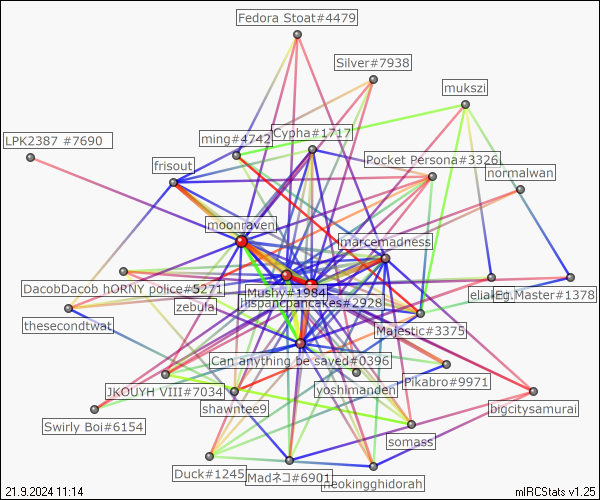 Fedora Stoat#4479
Silver#7938
mukszi
LPK2387 #7690
ming#4742
Cypha#1717
frisout
Pocket Persona#3326
normalwan
moonraven
marcemadness
DacobDacob hORNY police#5271
Mushy#1984
eliake
Eg.Master#1378
zebula
hispanicpancakes#2928
thesecondtwat
Majestic#3375
Can anything be saved#0396
JKOUYH VIII#7034
yoshimanden
Pikabro#9971
shawntee9
bigcitysamurai
Swirly Boi#6154
somass
Duck#1245
Madネコ#6901
neokingghidorah
21.9.2024 11:14
mIRCStats v1.25